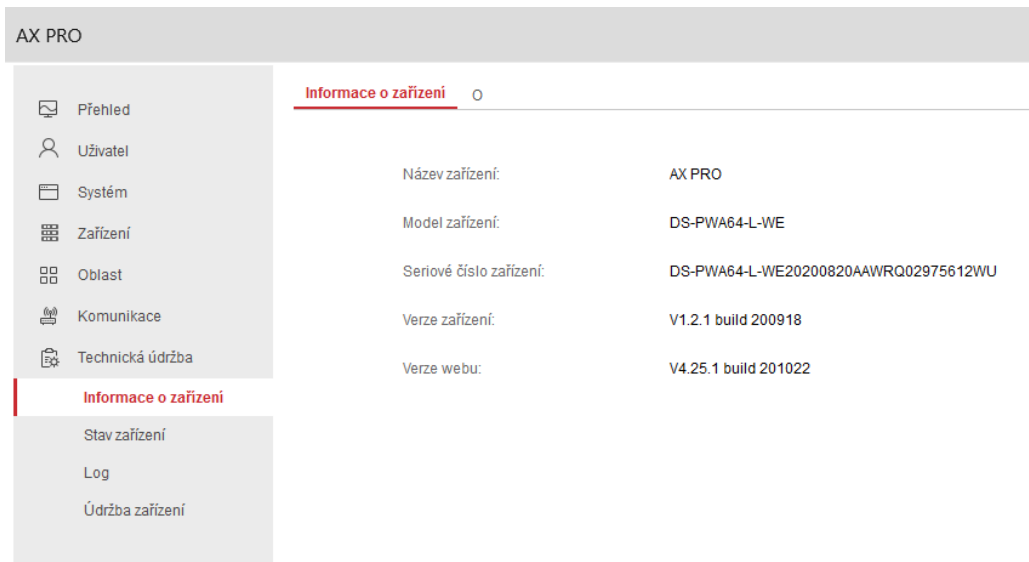 AX PRO
Informace o zařízení
O
Přehled
Uživatel
Systém
Zařízení
Oblast
Komunikace
Technická údržba
Informace o zařízení
Stav zařízení
Log
Údržba zařízení
Název zařízení: AX PRO
Model zařízení: DS-PWA64-L-WE
Seriové číslo zařízení: DS-PWA64-L-WE20200820AAWRQ02975612WU
Verze zařízení: V1.2.1 build 200918
Verze webu: V4.25.1 build 201022